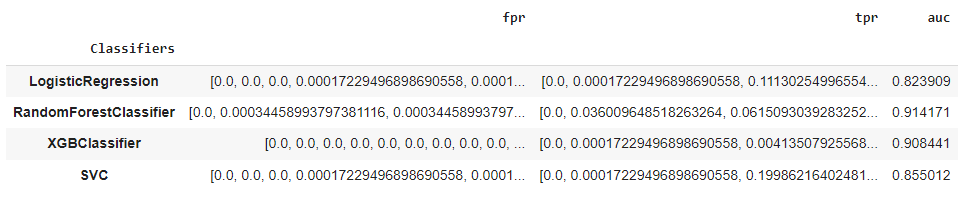 fpr tpr auc
Classifiers
LogisticRegression [0.0, 0.0, 0.0, 0.00017229496898690558, 0.0001... [0.0, 0.00017229496898690558, 0.11130254996554... 0.823909
RandomForestClassifier [0.0, 0.00034458993797381116, 0.00034458993797... [0.0, 0.036009648518263264, 0.0615093039283252... 0.914171
XGBClassifier [0.0, 0.0, 0.0, 0.0, 0.0, 0.0, 0.0, 0.0, 0.0, ... [0.0, 0.00017229496898690558, 0.00413507925568... 0.908441
SVC [0.0, 0.0, 0.0, 0.00017229496898690558, 0.0001... [0.0, 0.00017229496898690558, 0.19986216402481... 0.855012